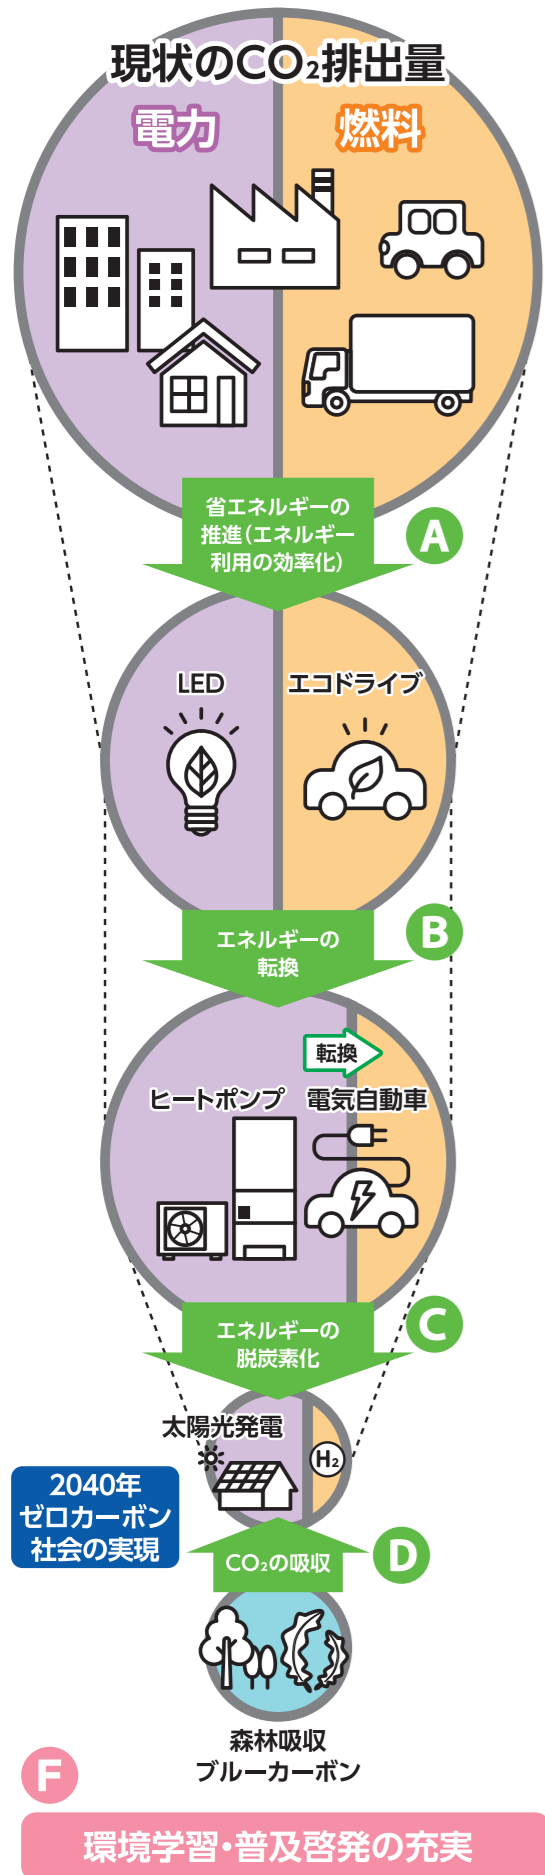 現状のCO₂排出量
電力
燃料
省エネルギーの
推進(エネルギー
利用の効率化)
A
LED
エコドライブ
エネルギーの
転換
B
転換
ヒートポンプ
電気自動車
エネルギーの
脱炭素化
C
太陽光発電
H₂
2040年
ゼロカーボン
社会の実現
CO₂の吸収
D
森林吸収
ブルーカーボン
F
環境学習・普及啓発の充実